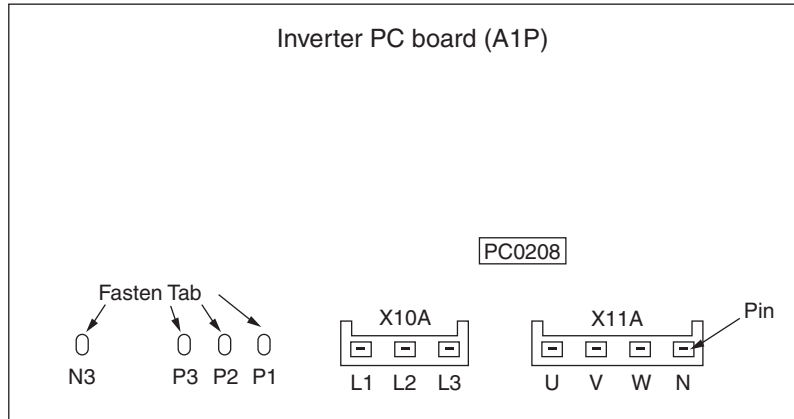 Inverter PC board (A1P)
PC0208
Fasten Tab
X10A
X11A
Pin
N3 P3 P2 P1 L1 L2 L3 U V W N